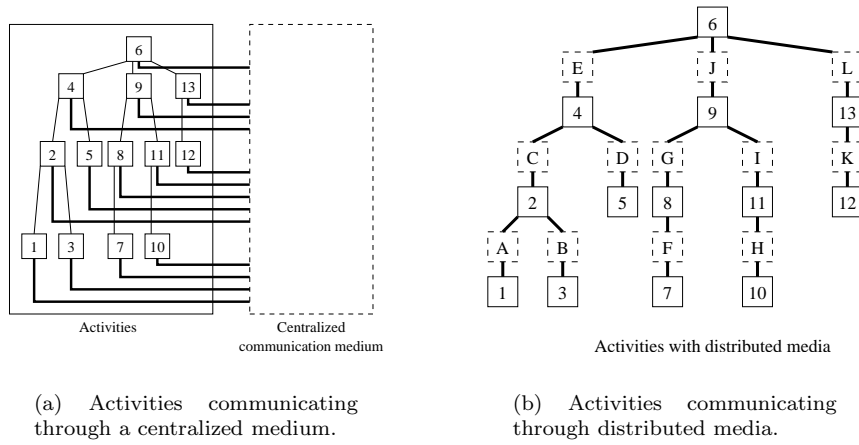 6
4 9 13
2 5 8 11 12
1 3 7 10
Activities
Centralized
communication medium
(a) Activities communicating
through a centralized medium.
6
E J L
4 9 13
C D G I K
2 5 8 11 12
A B F H
1 3 7 10
Activities with distributed media
(b) Activities communicating
through distributed media.